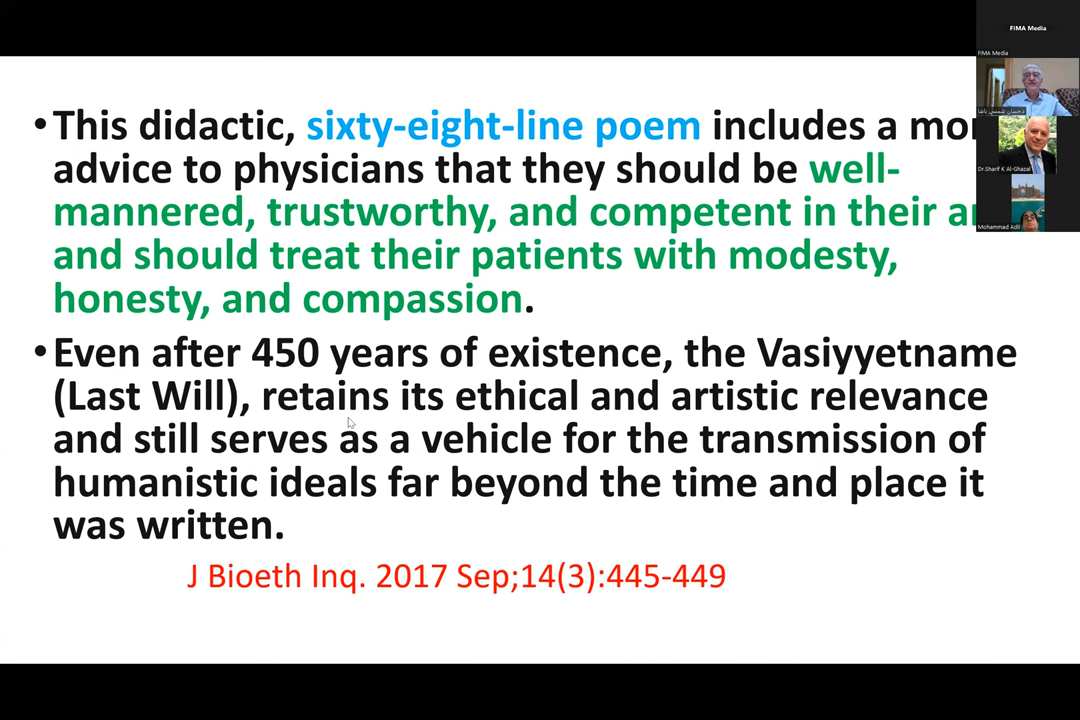 • This didactic, sixty-eight-line poem includes a
advice to physicians that they should be well-
mannered, trustworthy, and competent in their
and should treat their patients with modesty,
honesty, and compassion.
• Even after 450 years of existence, the Vasiyyetname
(Last Will), retains its ethical and artistic relevance
and still serves as a vehicle for the transmission of
humanistic ideals far beyond the time and place it
was written.
J Bioeth Inq. 2017 Sep;14(3):445-449
FIMA Media
FIMA Media
حسان شمسي باشا
Dr.Sharif K Al-Ghazal
Mohammad Adil